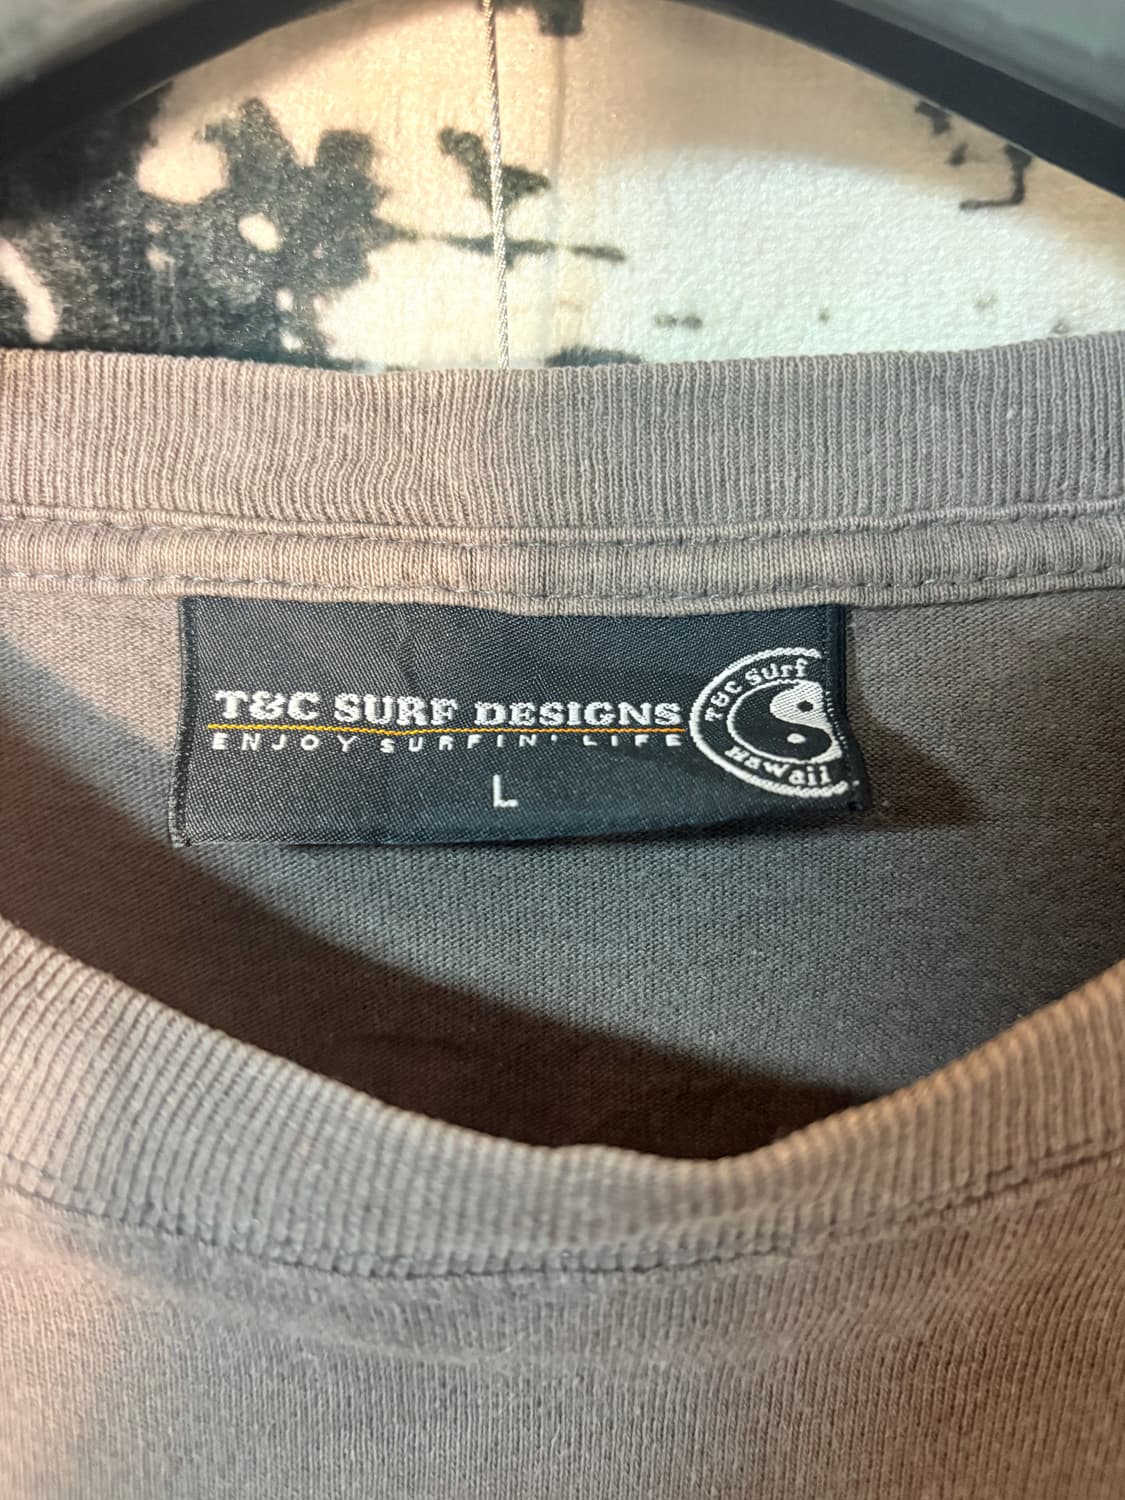 T&C SURF DESIGNS
ENJOY SURFIN' LIFE
L
T&C Surf
Hawaii